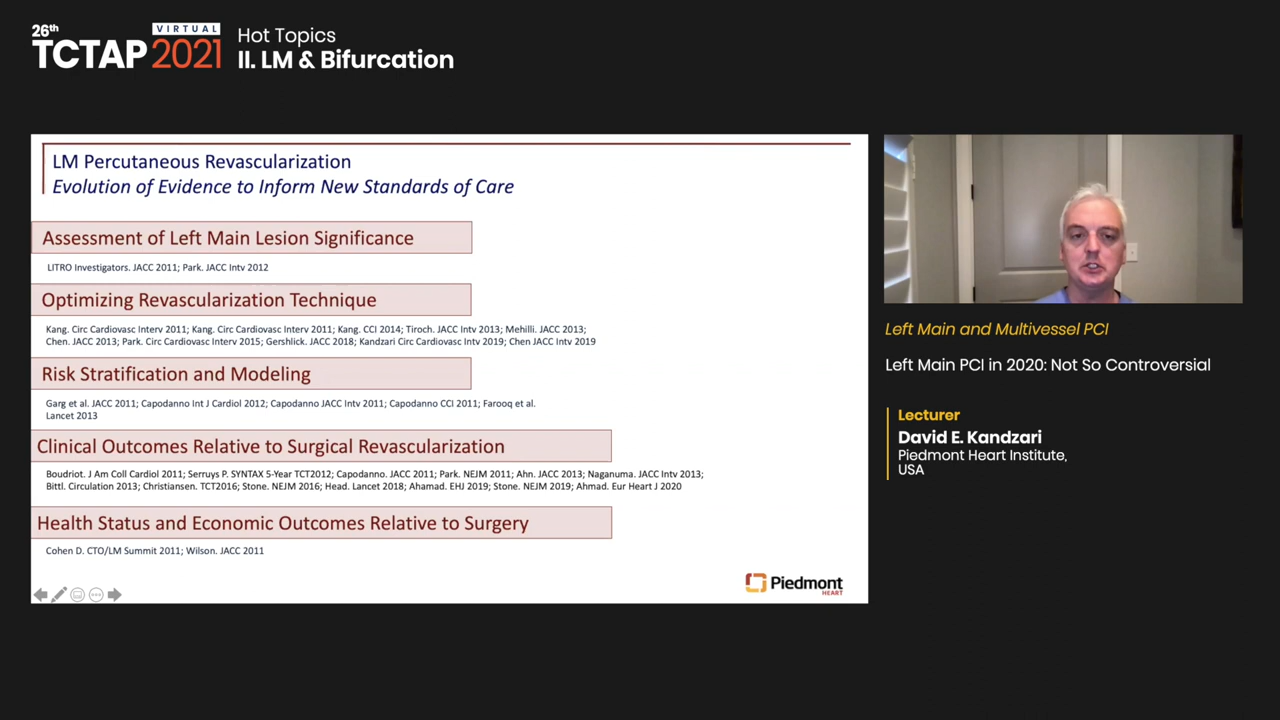 26th
VIRTUAL
TCTAP 2021
Hot Topics
II. LM & Bifurcation
LM Percutaneous Revascularization
Evolution of Evidence to Inform New Standards of Care
Assessment of Left Main Lesion Significance
LITRO Investigators. JACC 2011; Park. JACC Intv 2012
Optimizing Revascularization Technique
Kang. Circ Cardiovasc Interv 2011; Kang. Circ Cardiovasc Interv 2011; Kang. CCI 2014; Tiroch. JACC Intv 2013; Mehilli. JACC 2013;
Chen. JACC 2013; Park. Circ Cardiovasc Interv 2015; Gershlick. JACC 2018; Kandzari Circ Cardiovasc Intv 2019; Chen JACC Intv 2019
Risk Stratification and Modeling
Garg et al. JACC 2011; Capodanno Int J Cardiol 2012; Capodanno JACC Intv 2011; Capodanno CCI 2011; Farooq et al.
Lancet 2013
Clinical Outcomes Relative to Surgical Revascularization
Boudriot. J Am Coll Cardiol 2011; Serruys P. SYNTAX 5-Year TCT2012; Capodanno. JACC 2011; Park. NEJM 2011; Ahn. JACC 2013; Naganuma. JACC Intv 2013;
Bittl. Circulation 2013; Christiansen. TCT2016; Stone. NEJM 2016; Head. Lancet 2018; Ahamad. EHJ 2019; Stone. NEJM 2019; Ahmad. Eur Heart J 2020
Health Status and Economic Outcomes Relative to Surgery
Cohen D. CTO/LM Summit 2011; Wilson. JACC 2011
Piedmont
HEART
Left Main and Multivessel PCI
Left Main PCI in 2020: Not So Controversial
Lecturer
David E. Kandzari
Piedmont Heart Institute,
USA